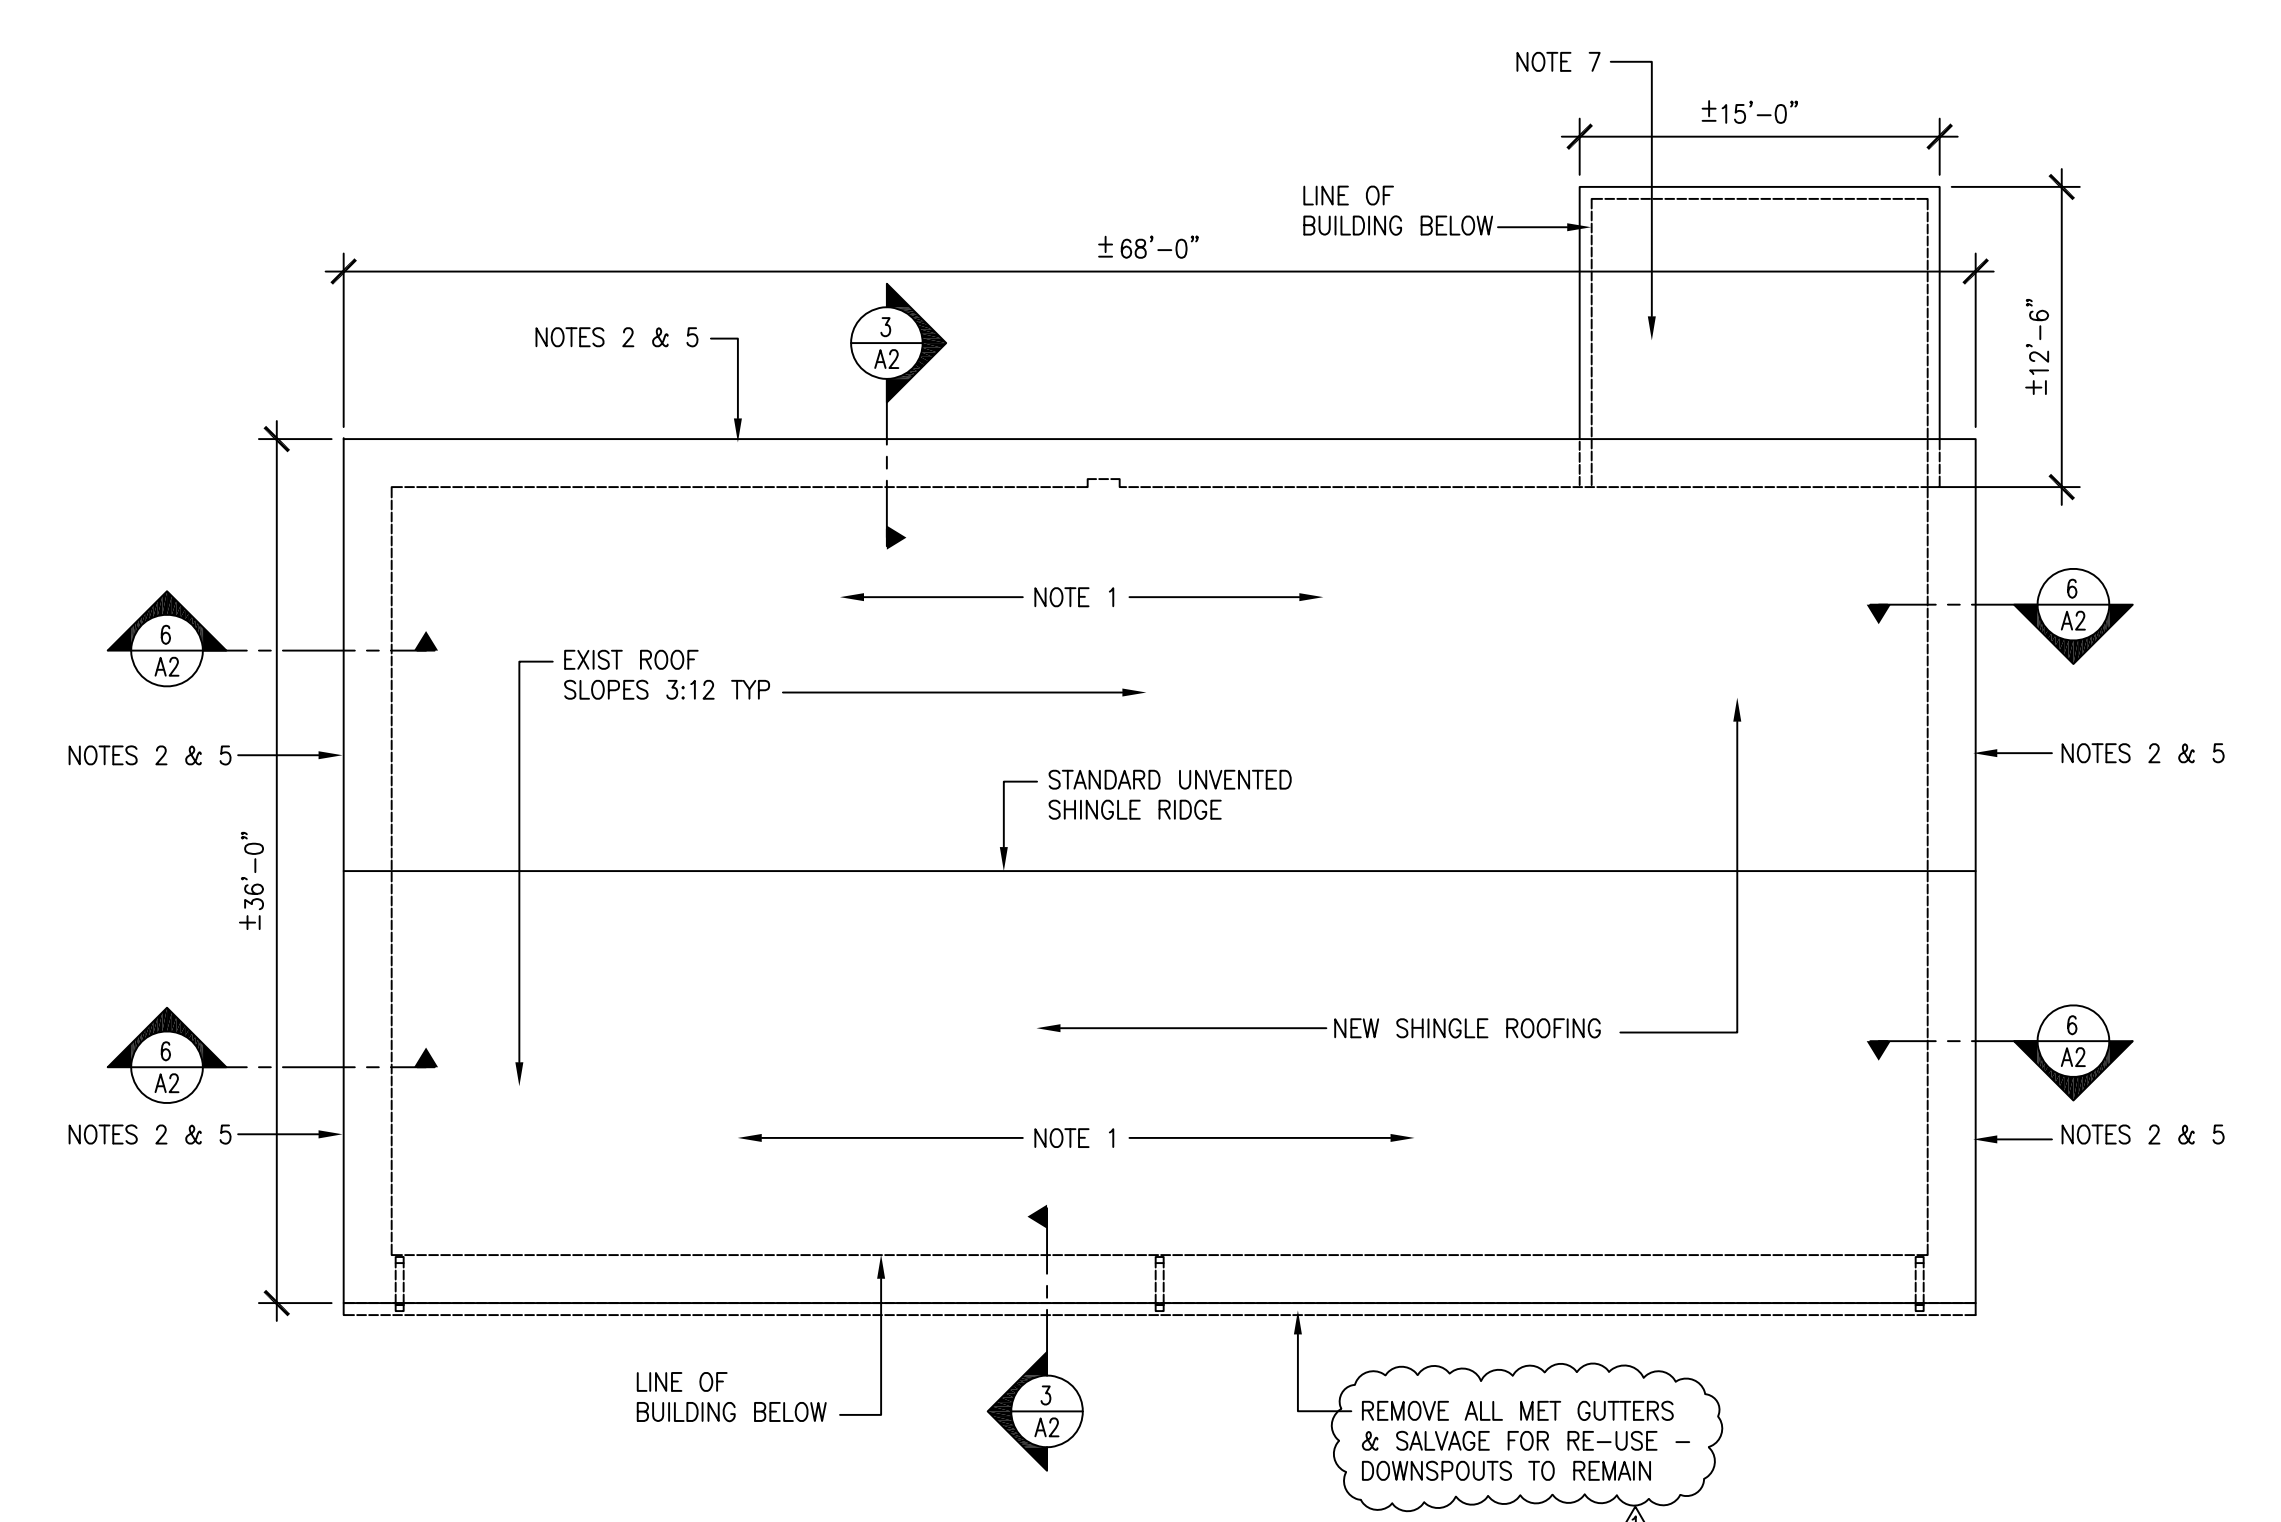 NOTE 7
±15'-0"
LINE OF
BUILDING BELOW
±68'-0"
±12'-6"
NOTES 2 & 5
3
A2
NOTE 1
6
A2
6
A2
EXIST ROOF
SLOPES 3:12 TYP
NOTES 2 & 5
NOTES 2 & 5
STANDARD UNVENTED
SHINGLE RIDGE
±36'-0"
NEW SHINGLE ROOFING
6
A2
6
A2
NOTES 2 & 5
NOTE 1
NOTES 2 & 5
LINE OF
BUILDING BELOW
3
A2
REMOVE ALL MET GUTTERS
& SALVAGE FOR RE-USE -
DOWNSPOUTS TO REMAIN